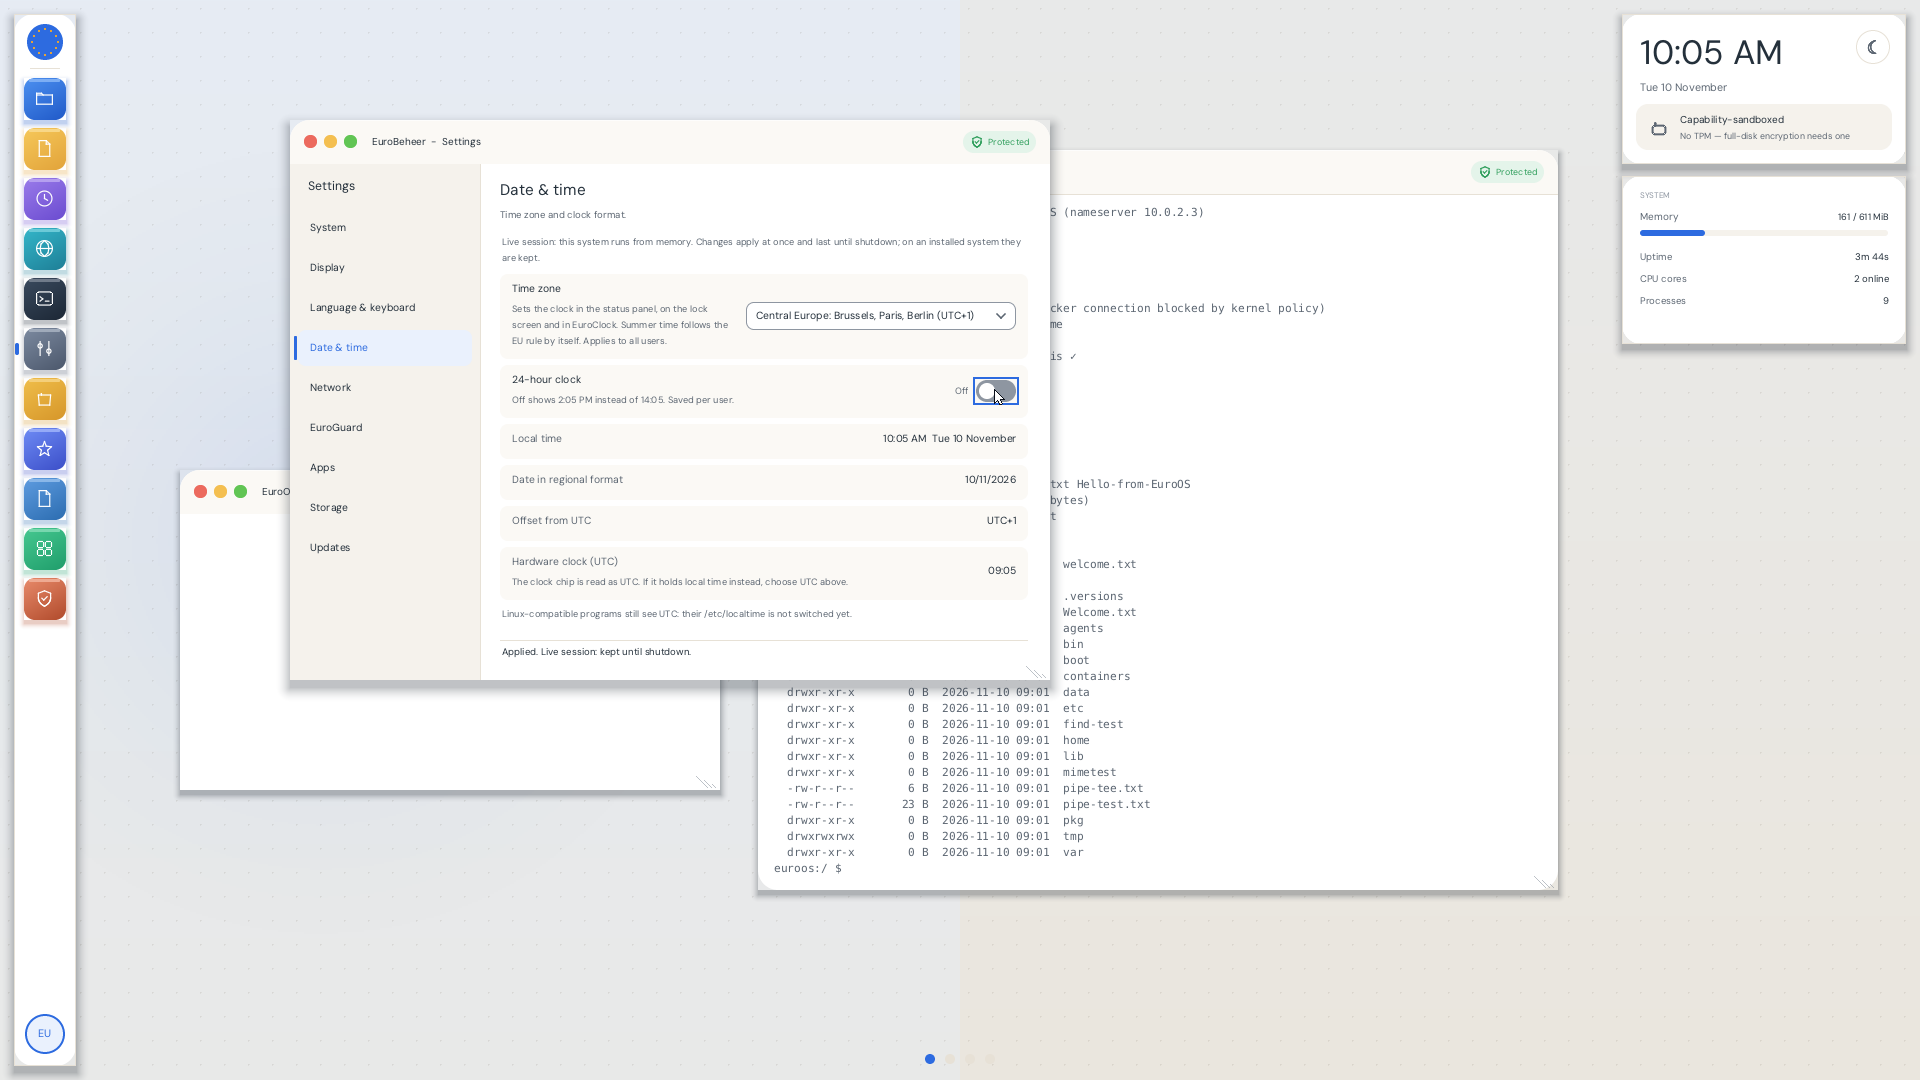 EuroBeheer - Settings
Protected
Settings
System
Display
Language & keyboard
Date & time
Network
EuroGuard
Apps
Storage
Updates
Date & time
Time zone and clock format.
Live session: this system runs from memory. Changes apply at once and last until shutdown; on an installed system they
are kept.
Time zone
Sets the clock in the status panel, on the lock
screen and in EuroClock. Summer time follows the
EU rule by itself. Applies to all users.
Central Europe: Brussels, Paris, Berlin (UTC+1)
24-hour clock
Off shows 2:05 PM instead of 14:05. Saved per user.
Off
Local time
10:05 AM Tue 10 November
Date in regional format
10/11/2026
Offset from UTC
UTC+1
Hardware clock (UTC)
The clock chip is read as UTC. If it holds local time instead, choose UTC above.
09:05
Linux-compatible programs still see UTC: their /etc/localtime is not switched yet.
Applied. Live session: kept until shutdown.
EuroO
Protected
S (nameserver 10.0.2.3)
cker connection blocked by kernel policy)
me
is ✓
txt Hello-from-EuroOS
bytes)
t
welcome.txt
.versions
Welcome.txt
agents
bin
boot
containers
drwxr-xr-x 0 B 2026-11-10 09:01 data
drwxr-xr-x 0 B 2026-11-10 09:01 etc
drwxr-xr-x 0 B 2026-11-10 09:01 find-test
drwxr-xr-x 0 B 2026-11-10 09:01 home
drwxr-xr-x 0 B 2026-11-10 09:01 lib
drwxr-xr-x 0 B 2026-11-10 09:01 mimetest
-rw-r--r-- 6 B 2026-11-10 09:01 pipe-tee.txt
-rw-r--r-- 23 B 2026-11-10 09:01 pipe-test.txt
drwxr-xr-x 0 B 2026-11-10 09:01 pkg
drwxrwxrwx 0 B 2026-11-10 09:01 tmp
drwxr-xr-x 0 B 2026-11-10 09:01 var
euroos:/ $
10:05 AM
Tue 10 November
Capability-sandboxed
No TPM — full-disk encryption needs one
SYSTEM
Memory
161 / 611 MiB
Uptime
3m 44s
CPU cores
2 online
Processes
9
EU